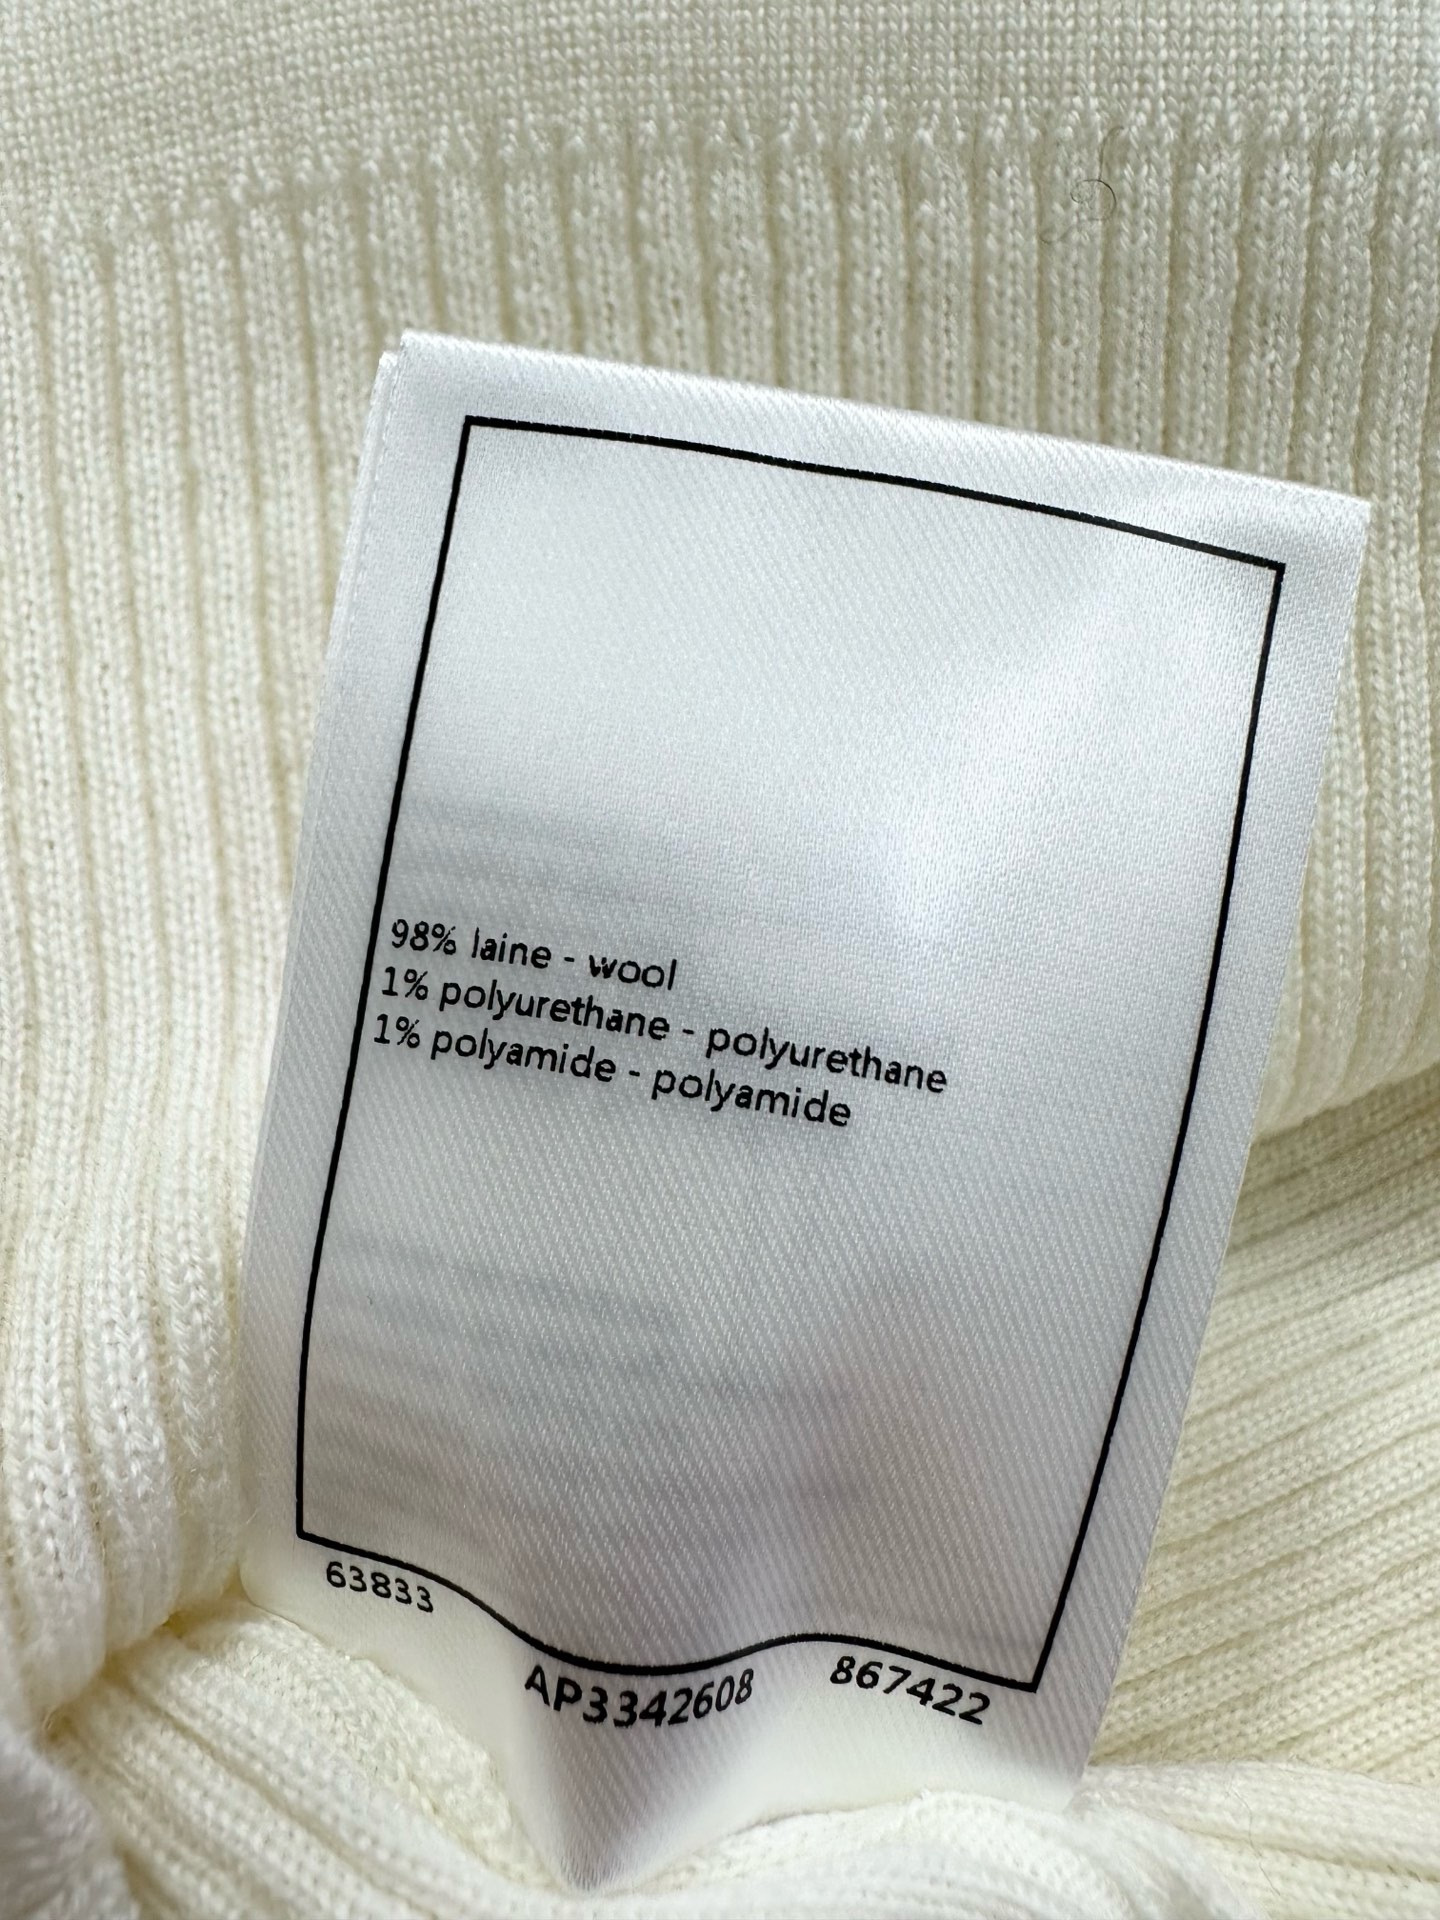 98% laine - wool
1% polyurethane - polyurethane
1% polyamide - polyamide
63833
AP3342608
867422